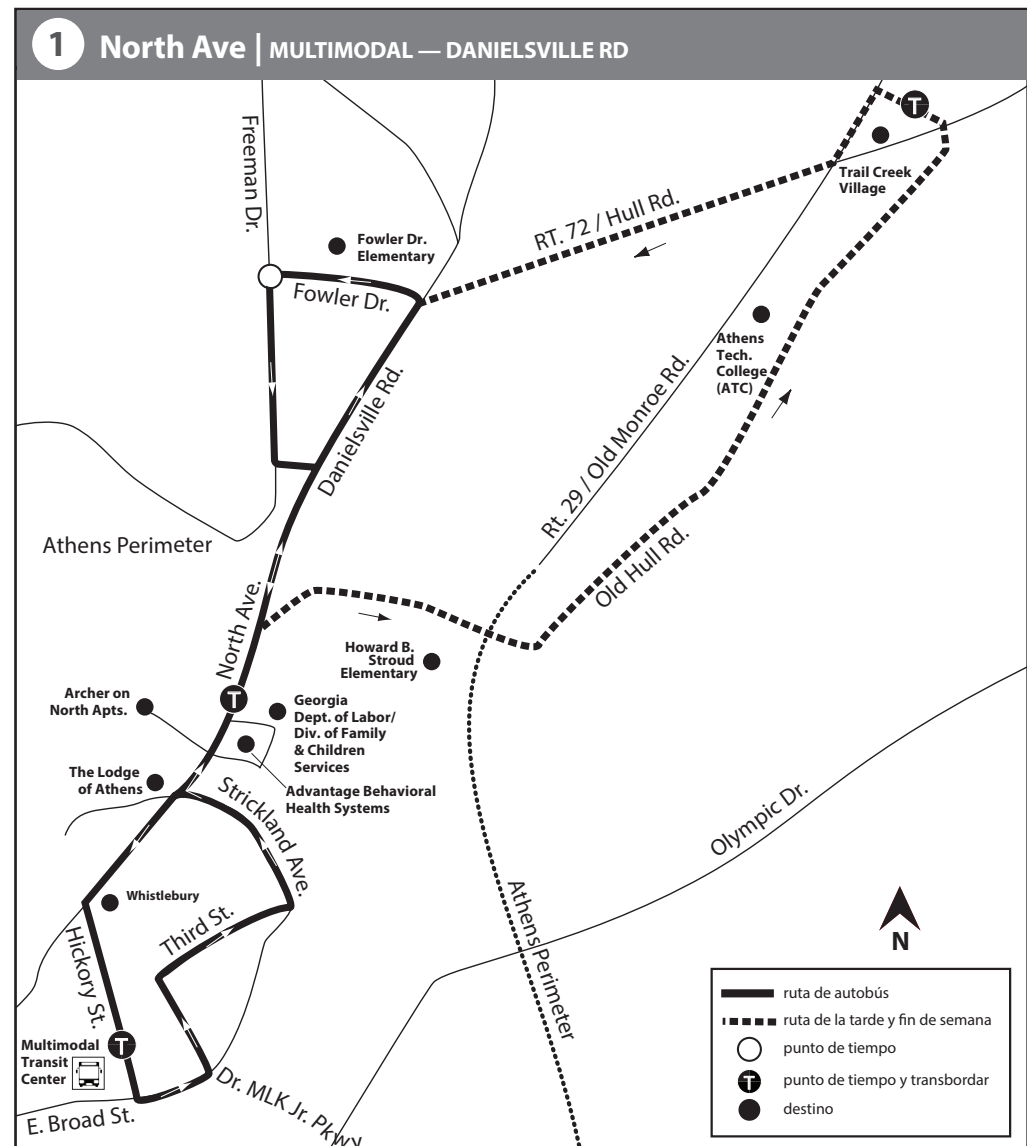 1 North Ave | MULTIMODAL — DANIELSVILLE RD
Freeman Dr.
T
Trail Creek
Village
RT. 72 / Hull Rd.
Fowler Dr.
Elementary
Fowler Dr.
Athens
Tech.
College
(ATC)
Danielsville Rd.
Rt. 29 / Old Monroe Rd.
Athens Perimeter
Old Hull Rd.
North Ave.
Howard B.
Stroud
Elementary
Archer on
North Apts.
T
Georgia
Dept. of Labor/
Div. of Family
& Children
Services
The Lodge
of Athens
Advantage Behavioral
Health Systems
Strickland Ave.
Olympic Dr.
Whistlebury
Third St.
Hickory St.
Athens Perimeter
N
Multimodal
Transit
Center
T
E. Broad St.
Dr. MLK Jr. Pkwy
ruta de autobús
ruta de la tarde y fin de semana
punto de tiempo
T punto de tiempo y transbordar
destino